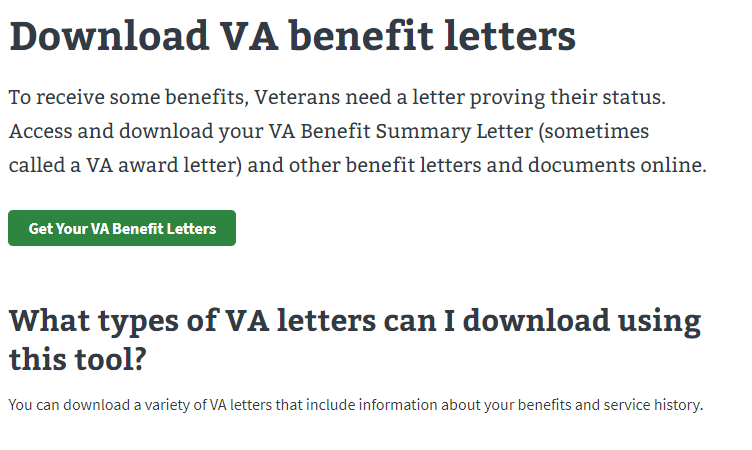 Download VA benefit letters
To receive some benefits, Veterans need a letter proving their status.
Access and download your VA Benefit Summary Letter (sometimes
called a VA award letter) and other benefit letters and documents online.
Get Your VA Benefit Letters
What types of VA letters can I download using
this tool?
You can download a variety of VA letters that include information about your benefits and service history.